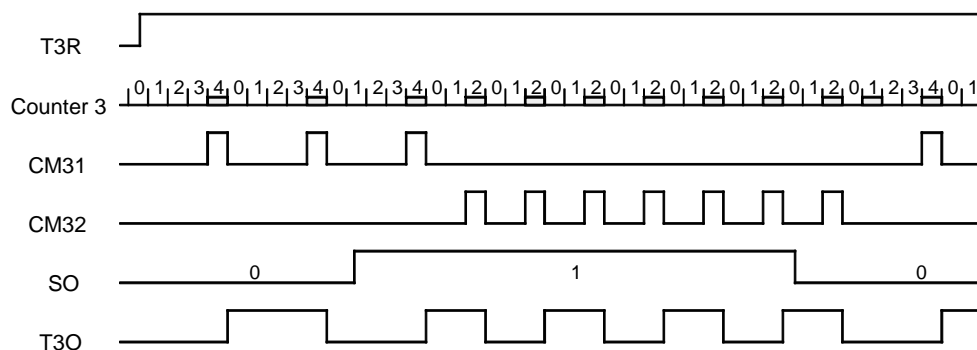 T3R
Counter 3 0 1 2 3 4 0 1 2 3 4 0 1 2 3 4 0 1 2 0 1 2 0 1 2 0 1 2 0 1 2 0 1 2 0 1 2 0 1 2 3 4 0 1
CM31
CM32
SO 0 1 0
T3O